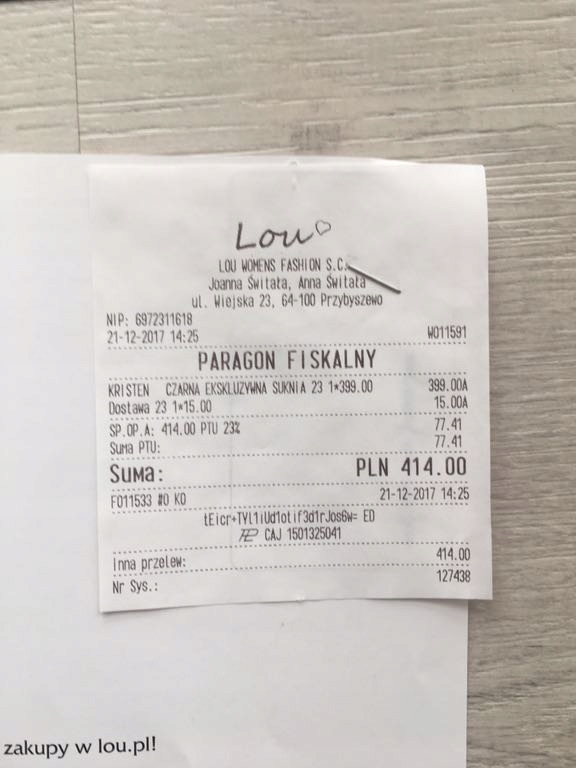 Lou
LOU WOMENS FASHION S.C.
Joanna Świtała, Anna Świtała
ul. Wiejska 23, 64-100 Przybyszewo
NIP: 6972311618
21-12-2017 14:25 W011591
PARAGON FISKALNY
KRISTEN CZARNA EKSKLUZYWNA SUKNIA 23 1*399.00 399.00A
Dostawa 23 1*15.00 15.00A
SP.OP.A: 414.00 PTU 23% 77.41
Suma PTU: 77.41
Suma: PLN 414.00
F011533 #0 KO 21-12-2017 14:25
tEicr+TYL1iUd1otif3d1rJos6w= ED
CAJ 1501325041
Inna przelew: 414.00
Nr Sys.: 127438
zakupy w lou.pl!